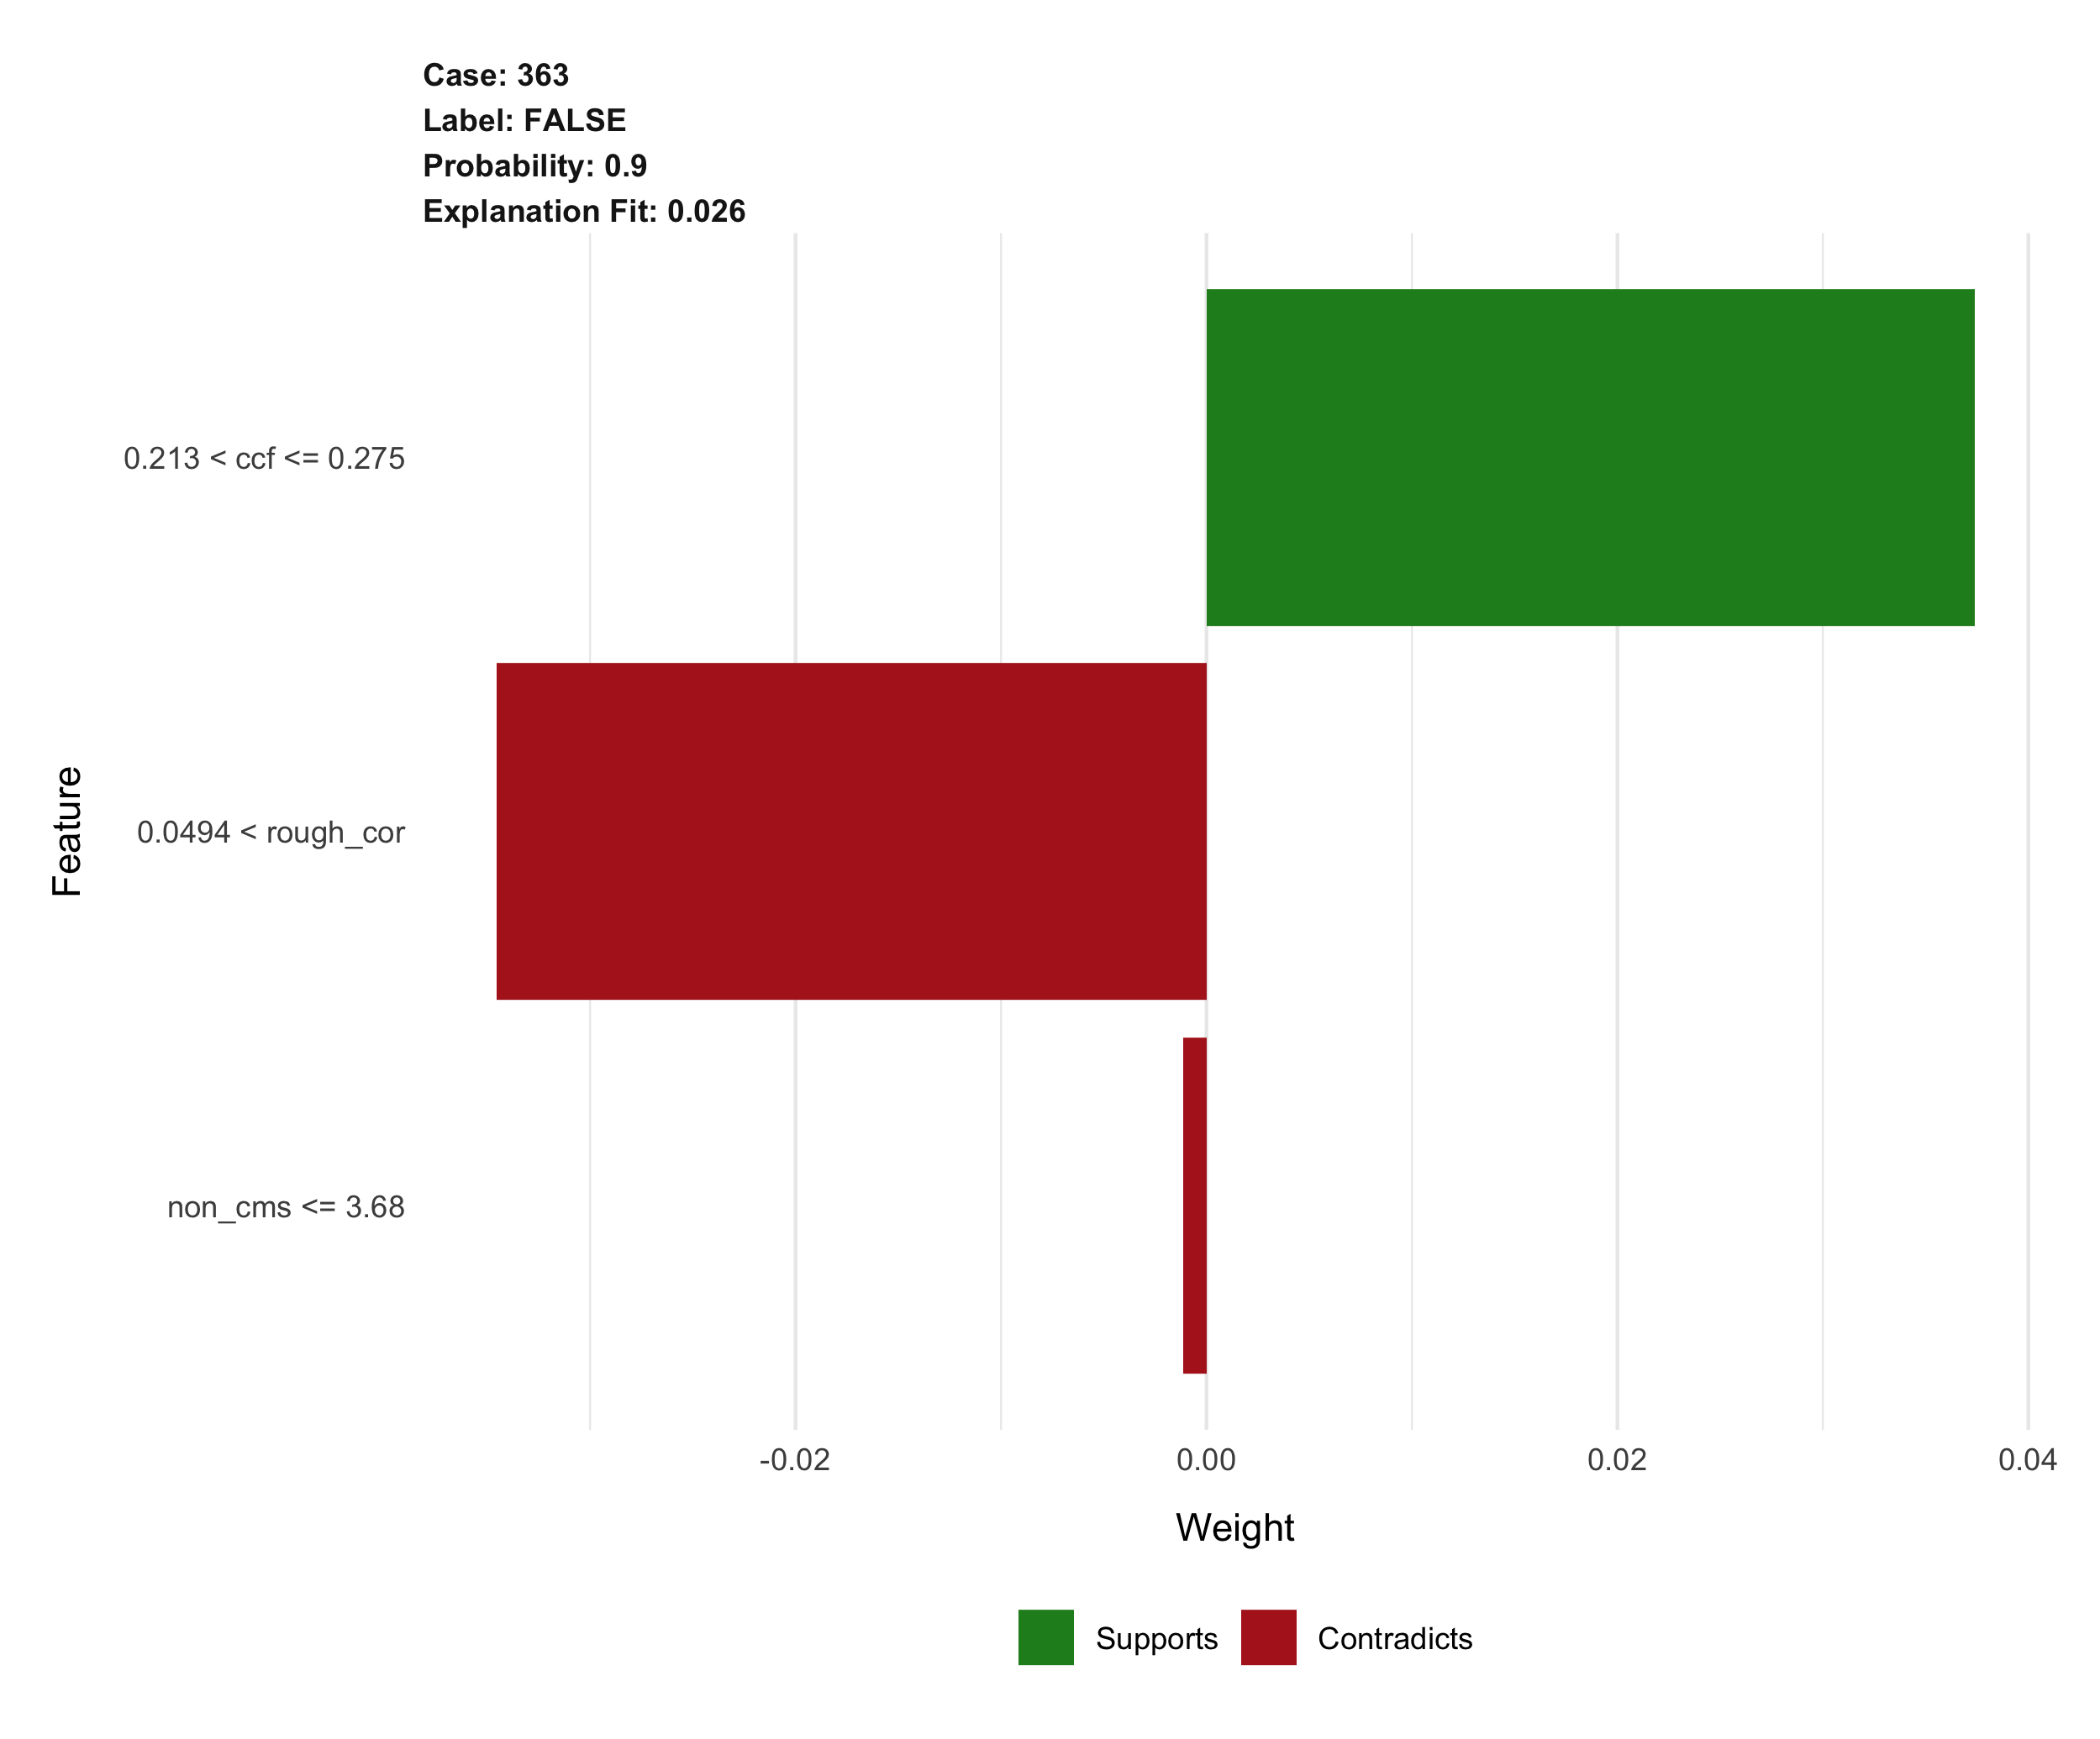 Case: 363
Label: FALSE
Probability: 0.9
Explanation Fit: 0.026
0.213 < ccf <= 0.275
0.0494 < rough_cor
non_cms <= 3.68
Feature
-0.02 0.00 0.02 0.04
Weight
Supports Contradicts